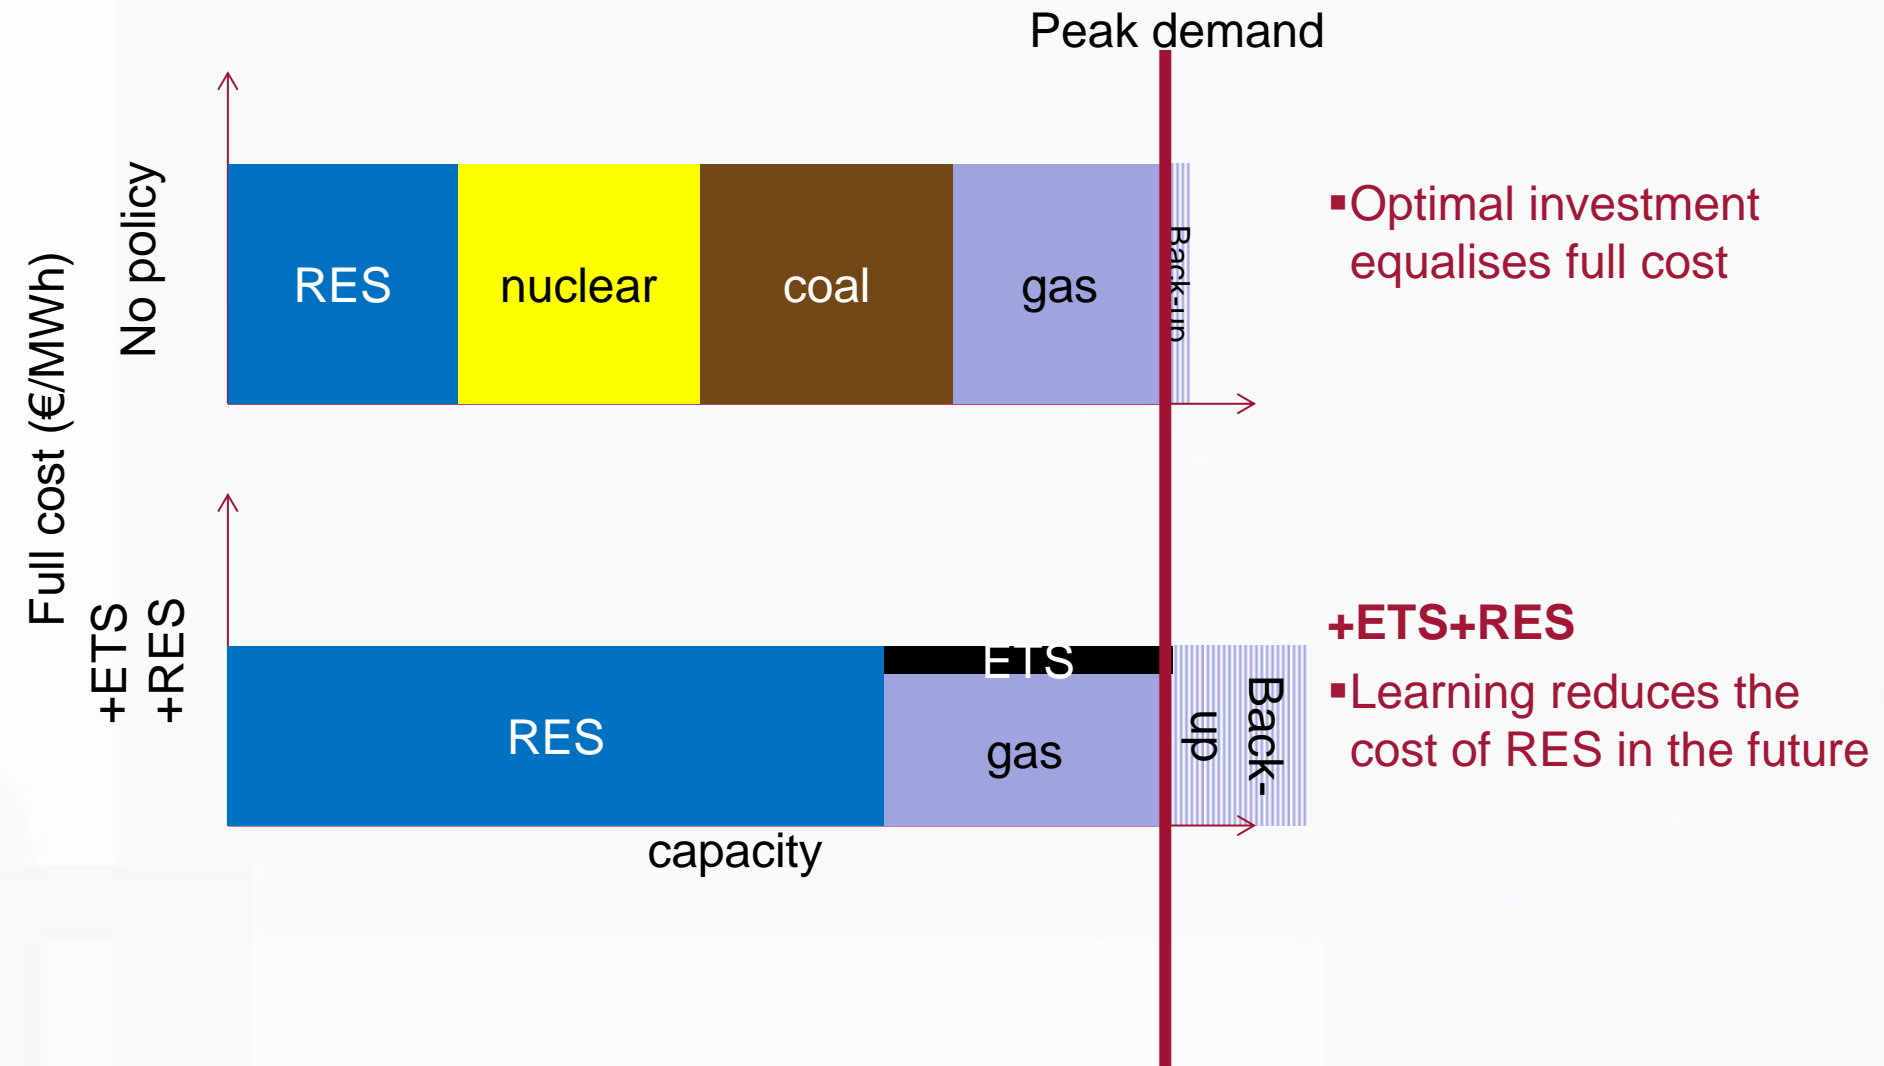 Peak demand
Full cost (€/MWh)
No policy
RES
nuclear
coal
gas
Back-up
▪Optimal investment
equalises full cost
+ETS
+RES
RES
ETS
gas
Back-
up
+ETS+RES
▪Learning reduces the
cost of RES in the future
capacity